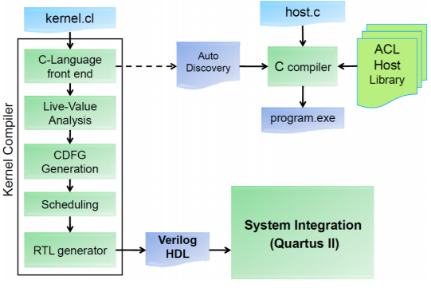 kernel.cl
host.c
C-Language
front end
Auto
Discovery
C compiler
ACL
Host
Library
Live-Value
Analysis
program.exe
CDFG
Generation
Kernel Compiler
Scheduling
RTL generator
Verilog
HDL
System Integration
(Quartus II)